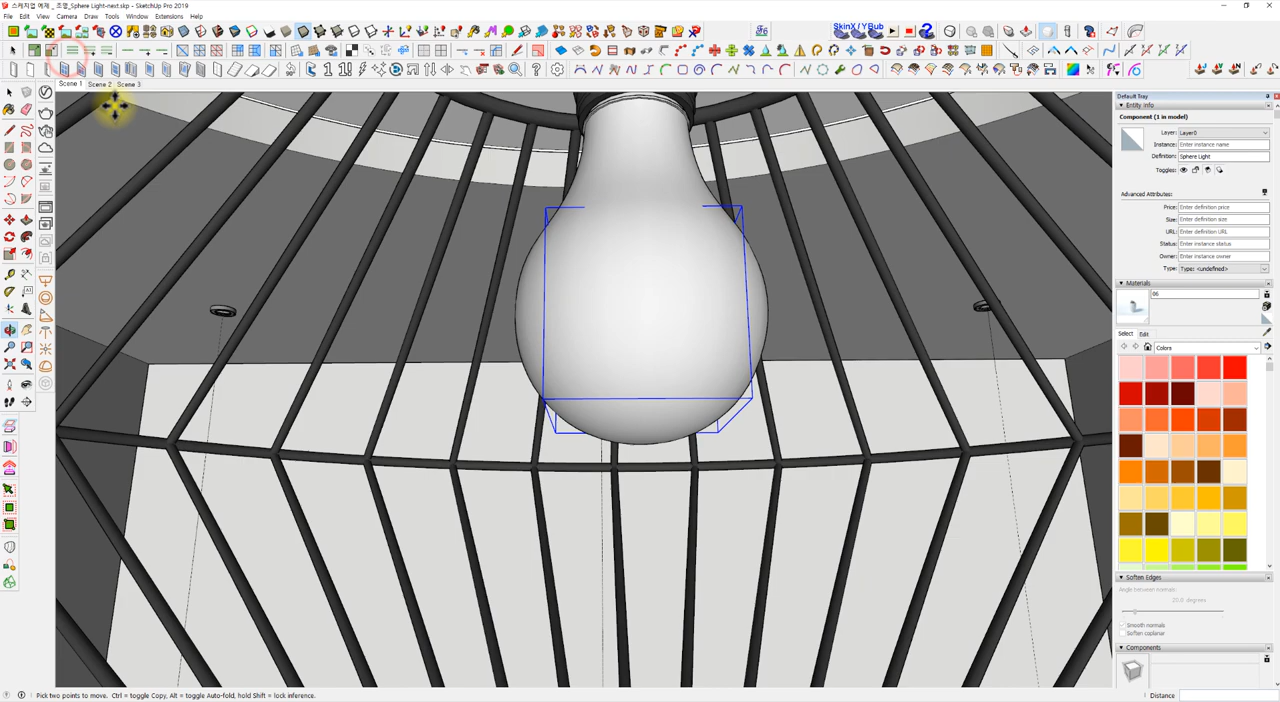 스케치업 예제 _ 조명_Sphere Light-next.skp - SketchUp Pro 2019
File Edit View Camera Draw Tools Window Extensions Help
SkinX/YBub
Scene 1 Scene 2 Scene 3
Default Tray
Entity Info
Component (1 in model)
Layer: Layer0
Instance: Enter instance name
Definition: Sphere Light
Toggles:
Advanced Attributes:
Price: Enter definition price
Size: Enter definition size
URL: Enter definition URL
Status: Enter instance status
Owner: Enter instance owner
Type: Type: <undefined>
Materials
06
Select Edit
Colors
Soften Edges
Angle between normals:
20.0 degrees
Smooth normals
Soften coplanar
Components
Pick two points to move. Ctrl = toggle Copy, Alt = toggle Auto-fold, hold Shift = lock inference.
Distance